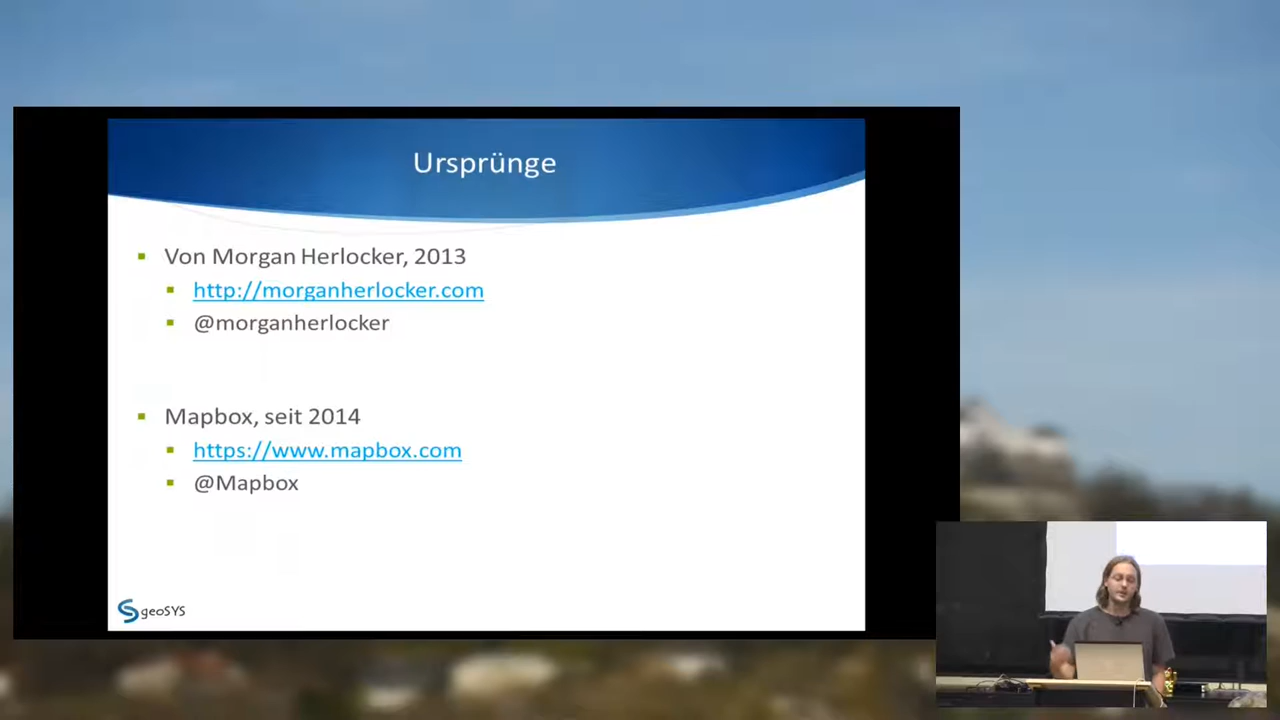 Ursprünge
Von Morgan Herlocker, 2013
http://morganherlocker.com
@morganherlocker
Mapbox, seit 2014
https://www.mapbox.com
@Mapbox
geoSYS